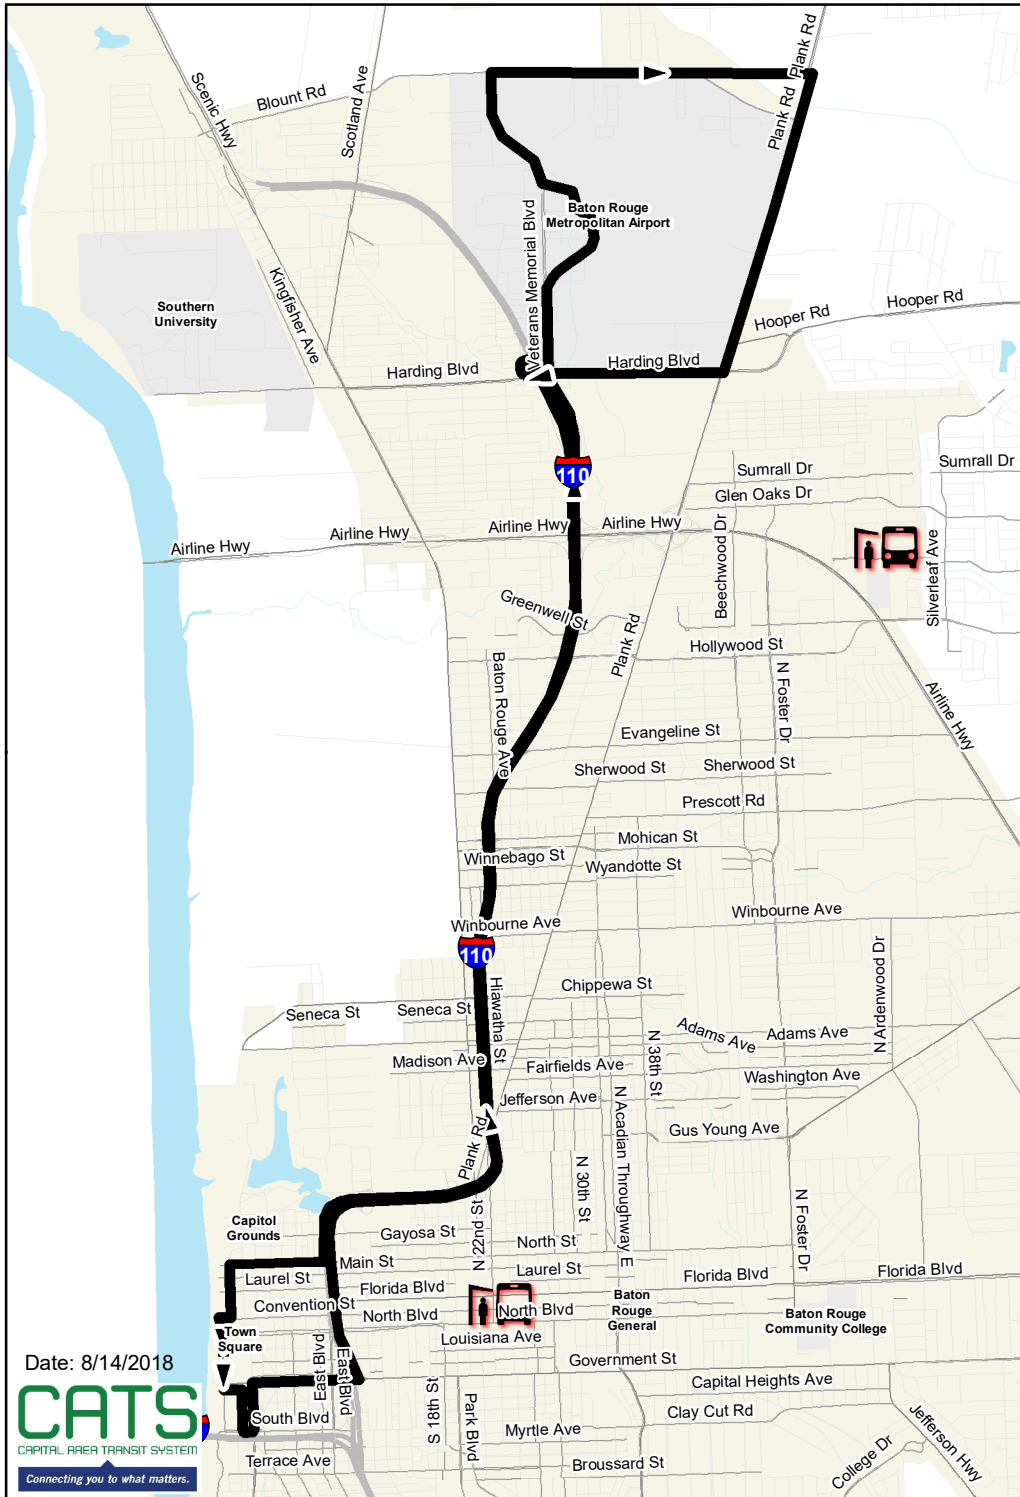 Plank Rd
Plank Rd
Scenic Hwy
Scotland Ave
Blount Rd
Baton Rouge
Metropolitan Airport
Veterans Memorial Blvd
Southern
University
Kingfisher Ave
Hooper Rd
Hooper Rd
Harding Blvd
Harding Blvd
110
Sumrall Dr
Sumrall Dr
Glen Oaks Dr
Airline Hwy
Airline Hwy
Airline Hwy
Airline Hwy
Beechwood Dr
Silverleaf Ave
Greenwell St
Plank Rd
Hollywood St
Baton Rouge Ave
N Foster Dr
Airline Hwy
Evangeline St
Sherwood St
Sherwood St
Prescott Rd
Mohican St
Winnebago St
Wyandotte St
Winbourne Ave
Winbourne Ave
110
N Ardenwood Dr
Hiawatha St
Chippewa St
Seneca St
Seneca St
Adams Ave
Adams Ave
N 38th St
Madison Ave
Fairfields Ave
Washington Ave
Jefferson Ave
N Acadian Throughway E
Gus Young Ave
Plank Rd
N 30th St
N 22nd St
N Foster Dr
Capitol
Grounds
Gayosa St
North St
Main St
Laurel St
Laurel St
Florida Blvd
Florida Blvd
Florida Blvd
Convention St
North Blvd
North Blvd
Baton
Rouge
General
Baton Rouge
Community College
Town
Square
Louisiana Ave
East Blvd
East Blvd
Government St
Date: 8/14/2018
Capital Heights Ave
S 18th St
Park Blvd
South Blvd
Clay Cut Rd
Myrtle Ave
Jefferson Hwy
College Dr
Terrace Ave
Broussard St
CATS
CAPITAL AREA TRANSIT SYSTEM
Connecting you to what matters.